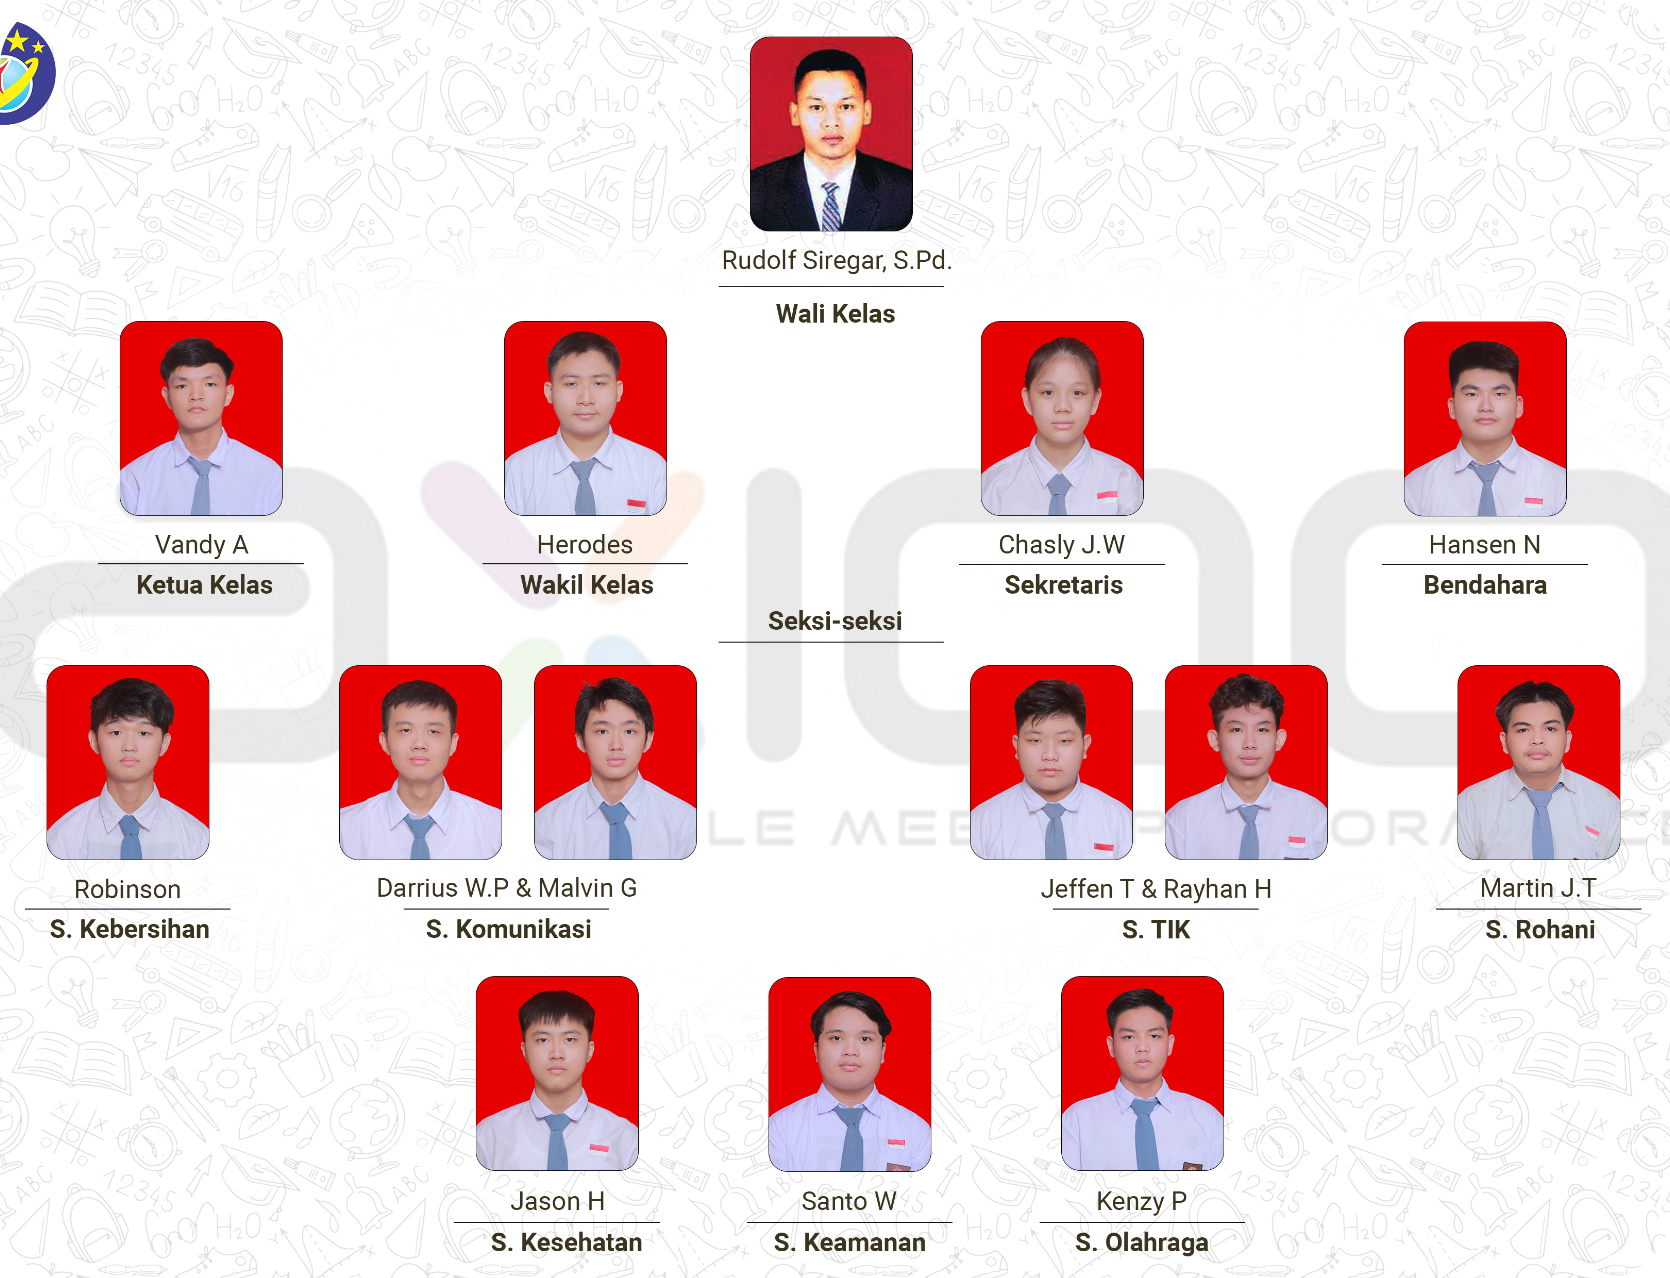 Rudolf Siregar, S.Pd.
Wali Kelas
Vandy A
Ketua Kelas
Herodes
Wakil Kelas
Chasly J.W
Sekretaris
Hansen N
Bendahara
Seksi-seksi
Robinson
S. Kebersihan
Darrius W.P & Malvin G
S. Komunikasi
Jeffen T & Rayhan H
S. TIK
Martin J.T
S. Rohani
Jason H
S. Kesehatan
Santo W
S. Keamanan
Kenzy P
S. Olahraga